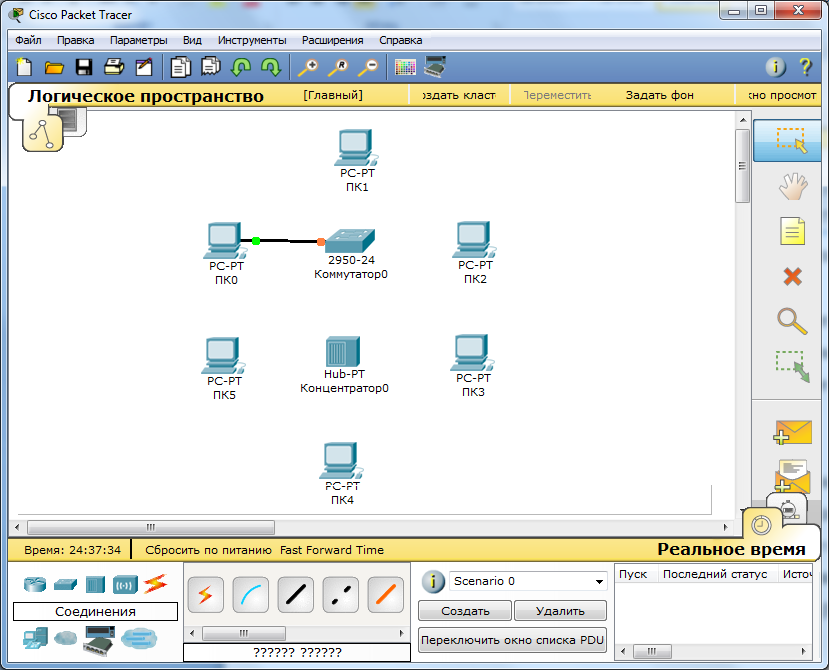 Cisco Packet Tracer
Файл Правка Параметры Вид Инструменты Расширения Справка
Логическое пространство [Главный] оздать класт Переместить Задать фон кно просмот
PC-PT
ПК1
PC-PT
ПК0
2950-24
Коммутатор0
PC-PT
ПК2
PC-PT
ПК5
Hub-PT
Концентратор0
PC-PT
ПК3
PC-PT
ПК4
Время: 24:37:34 Сбросить по питанию Fast Forward Time Реальное время
Соединения
?????? ??????
i Scenario 0
Создать Удалить
Переключить окно списка PDU
Пуск Последний статус Источ